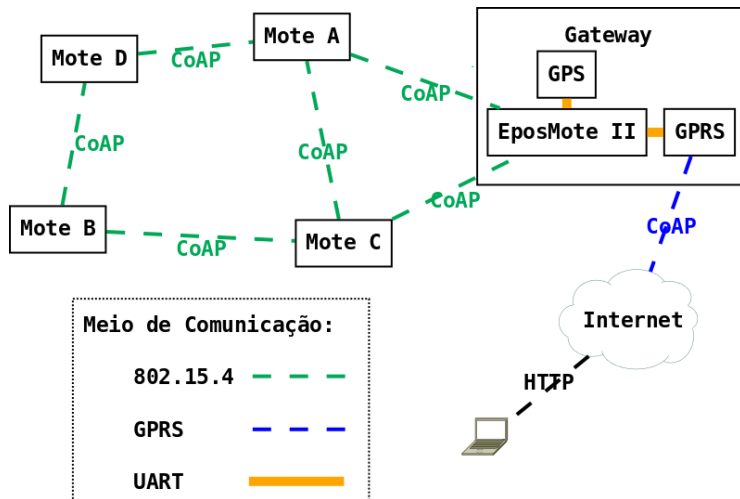 Mote D
CoAP
Mote A
CoAP
Gateway
GPS
EposMote II
GPRS
CoAP
CoAP
CoAP
Mote B
CoAP
Mote C
CoAP
Internet
HTTP
Meio de Comunicação:
802.15.4
GPRS
UART
CoAP